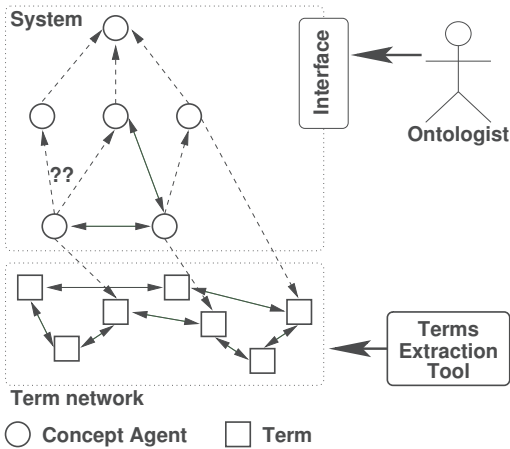 System
Interface
Ontologist
??
Terms
Extraction
Tool
Term network
Concept Agent
Term